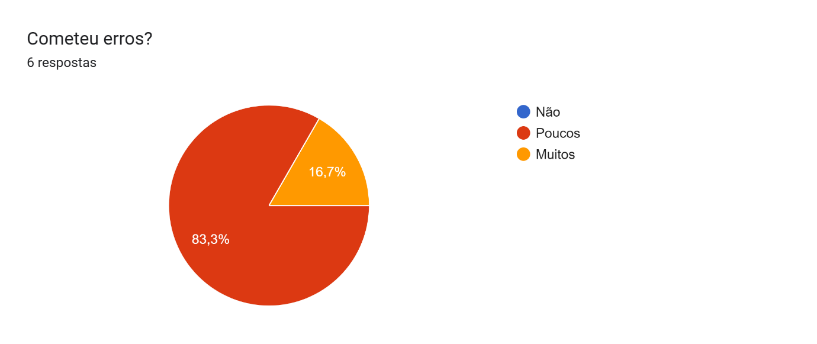 Cometeu erros?
6 respostas
Não
Poucos
Muitos
16,7%
83,3%